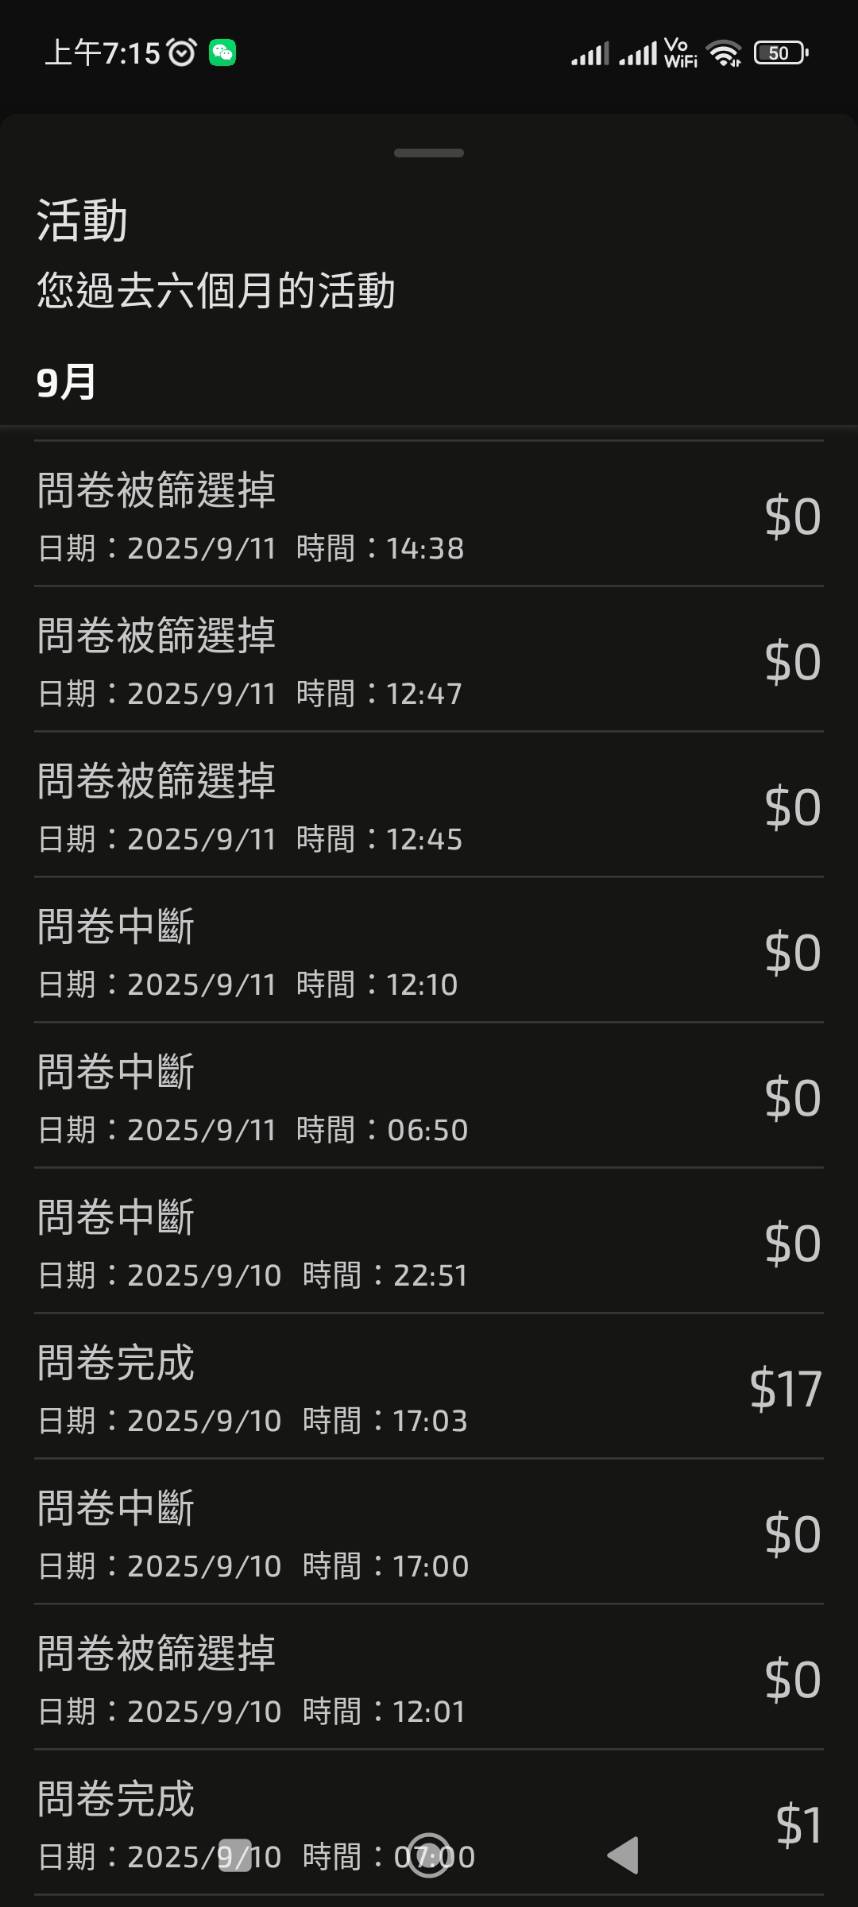 上午7:15
Vo
WiFi
50
活動
您過去六個月的活動
9月
問卷被篩選掉
$0
日期：2025/9/11 時間：14:38
問卷被篩選掉
$0
日期：2025/9/11 時間：12:47
問卷被篩選掉
$0
日期：2025/9/11 時間：12:45
問卷中斷
$0
日期：2025/9/11 時間：12:10
問卷中斷
$0
日期：2025/9/11 時間：06:50
問卷中斷
$0
日期：2025/9/10 時間：22:51
問卷完成
$17
日期：2025/9/10 時間：17:03
問卷中斷
$0
日期：2025/9/10 時間：17:00
問卷被篩選掉
$0
日期：2025/9/10 時間：12:01
問卷完成
$1
日期：2025/9/10 時間：07:00